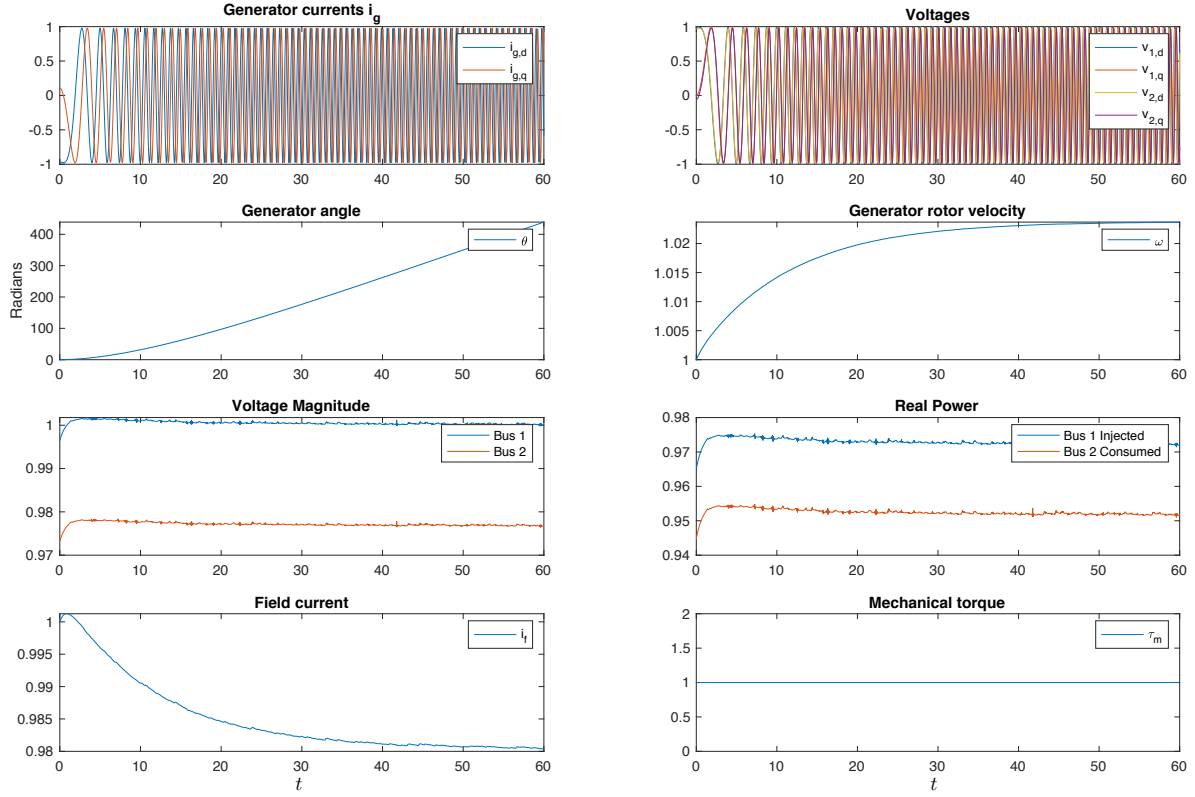 Generator currents i_g
1
0.5
0
-0.5
-1
i_g,d
i_g,q
0 10 20 30 40 50 60
Voltages
1
0.5
0
-0.5
-1
v_1,d
v_1,q
v_2,d
v_2,q
0 10 20 30 40 50 60
Generator angle
Radians
400
300
200
100
0
θ
0 10 20 30 40 50 60
Generator rotor velocity
1.02
1.01
1.005
1
ω
0 10 20 30 40 50 60
Voltage Magnitude
1
0.99
0.98
0.97
Bus 1
Bus 2
0 10 20 30 40 50 60
Real Power
0.98
0.97
0.96
0.95
0.94
Bus 1 Injected
Bus 2 Consumed
0 10 20 30 40 50 60
Field current
1
0.995
0.99
0.985
0.98
i_f
0 10 20 30 40 50 60
t
Mechanical torque
2
1.5
1
0.5
0
τ_m
0 10 20 30 40 50 60
t